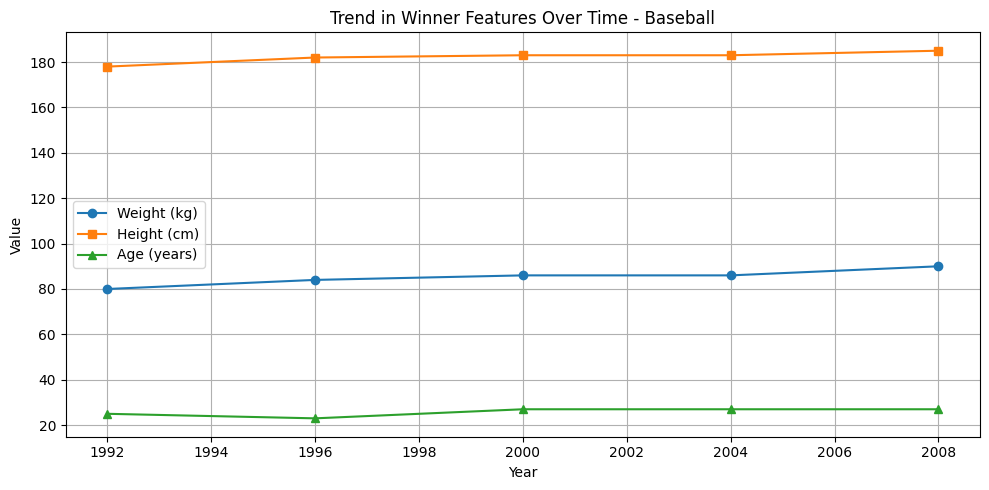 Trend in Winner Features Over Time - Baseball
Value
180
160
140
120
100
80
60
40
20
Weight (kg)
Height (cm)
Age (years)
1992 1994 1996 1998 2000 2002 2004 2006 2008
Year